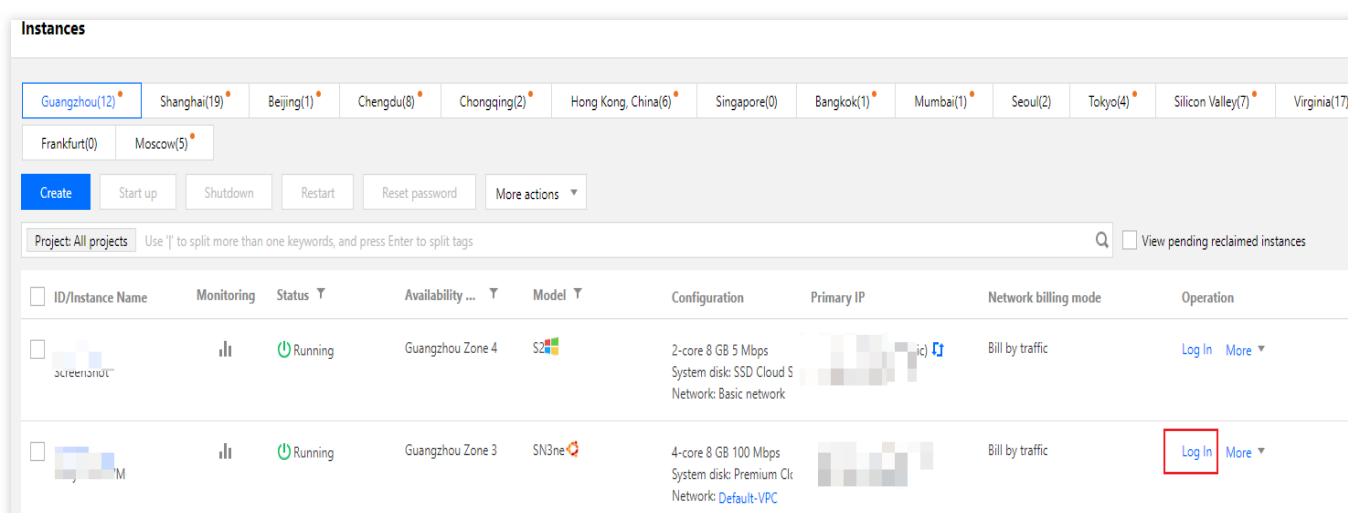 Instances
Guangzhou(12) Shanghai(19) Beijing(1) Chengdu(8) Chongqing(2) Hong Kong, China(6) Singapore(0) Bangkok(1) Mumbai(1) Seoul(2) Tokyo(4) Silicon Valley(7) Virginia(17)
Frankfurt(0) Moscow(5)
Create Start up Shutdown Restart Reset password More actions
Project: All projects Use '|' to split more than one keywords, and press Enter to split tags View pending reclaimed instances
ID/Instance Name Monitoring Status Availability ... Model Configuration Primary IP Network billing mode Operation
Running Guangzhou Zone 4 S2 2-core 8 GB 5 Mbps ic) Bill by traffic Log In More
System disk: SSD Cloud S
Network: Basic network
Running Guangzhou Zone 3 SN3ne 4-core 8 GB 100 Mbps Bill by traffic Log In More
System disk: Premium Clo
Network: Default-VPC